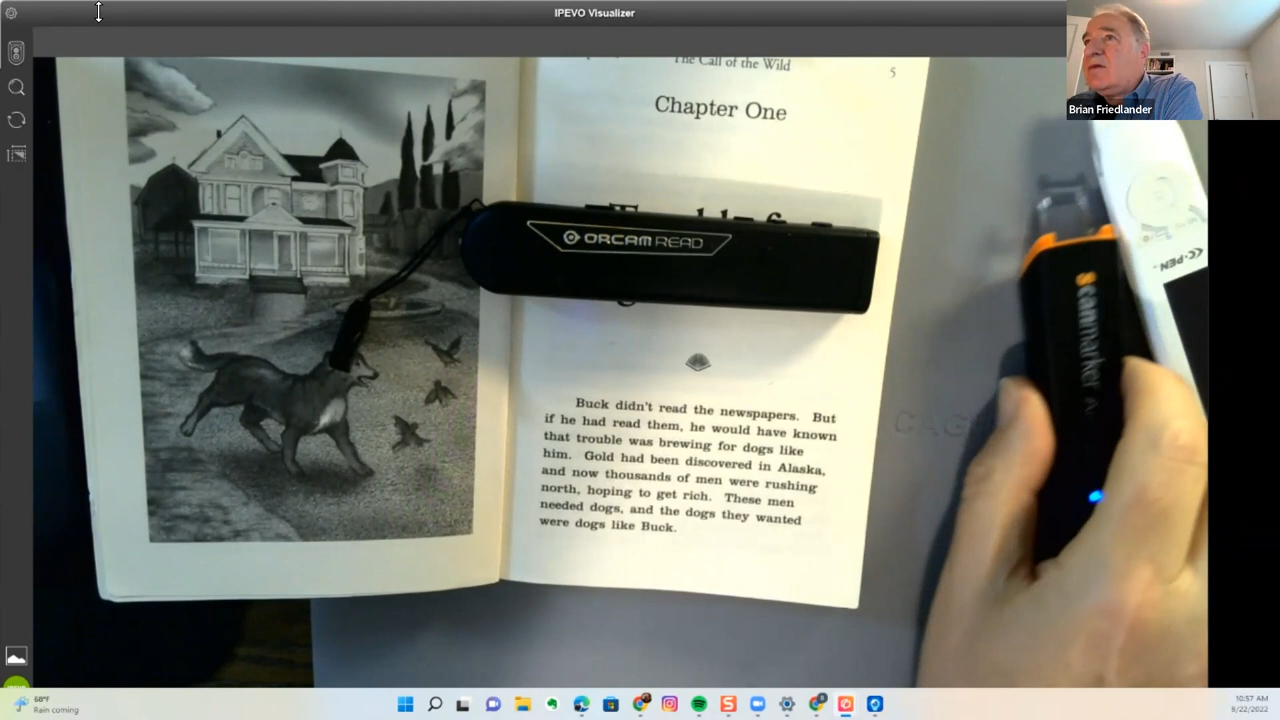 IPEVO Visualizer
Brian Friedlander
The Call of the Wild
5
Chapter One
ORCAM READ
Buck didn't read the newspapers. But
if he had read them, he would have known
that trouble was brewing for dogs like
him. Gold had been discovered in Alaska,
and now thousands of men were rushing
north, hoping to get rich. These men
needed dogs, and the dogs they wanted
were dogs like Buck.
Scanmarker
68°F
Rain coming
10:57 AM
8/22/2022